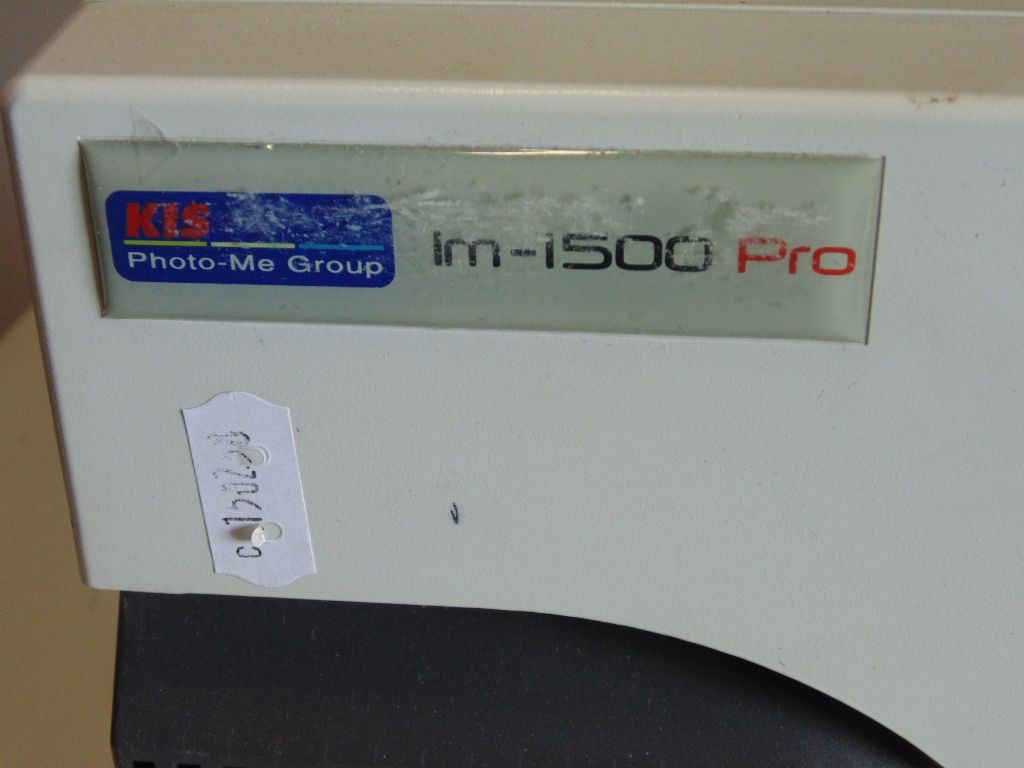 KIS
Photo-Me Group
Im-1500 Pro